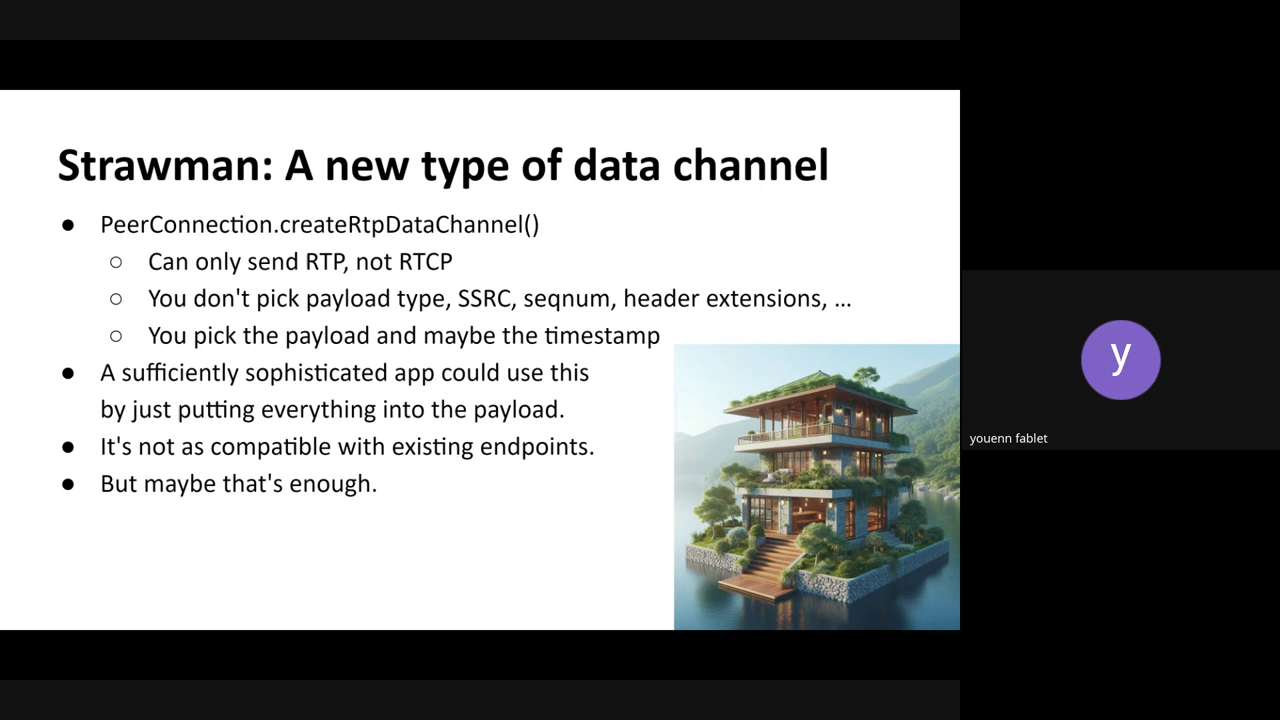 Strawman: A new type of data channel
● PeerConnection.createRtpDataChannel()
○ Can only send RTP, not RTCP
○ You don't pick payload type, SSRC, seqnum, header extensions, ...
○ You pick the payload and maybe the timestamp
● A sufficiently sophisticated app could use this
by just putting everything into the payload.
● It's not as compatible with existing endpoints.
● But maybe that's enough.
y
youenn fablet